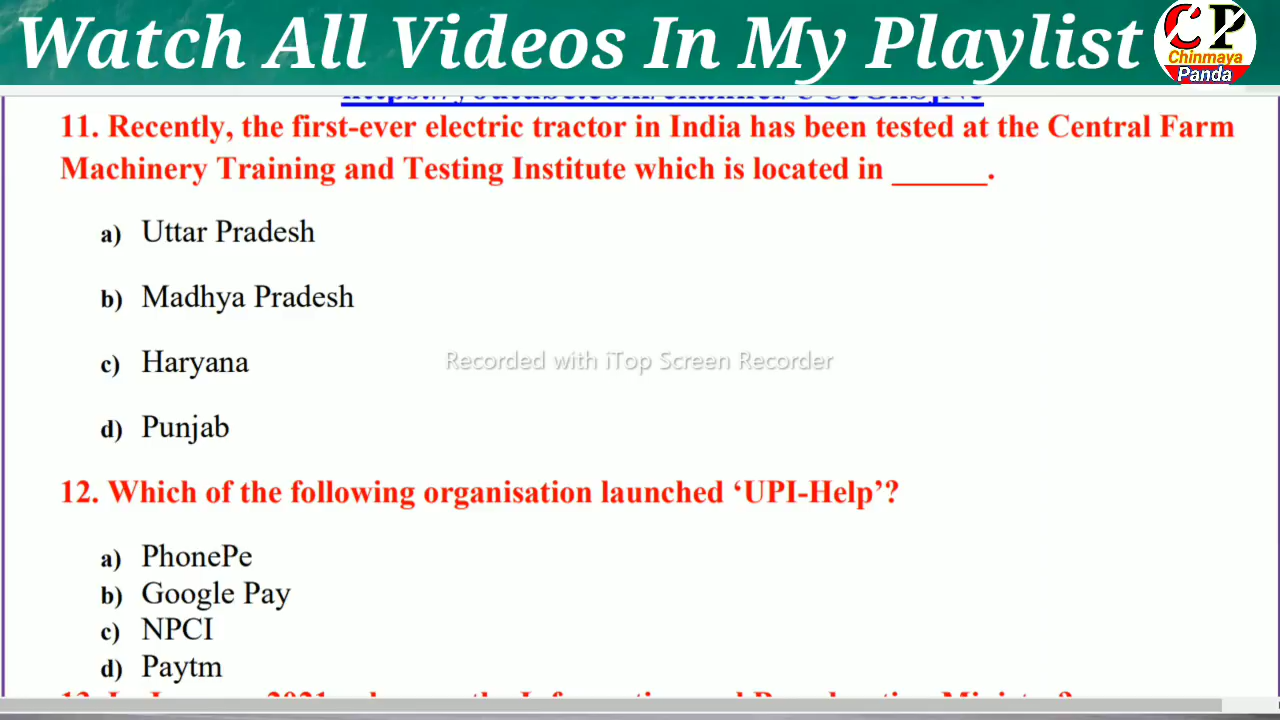 Watch All Videos In My Playlist
CP
Chinmaya
Panda
11. Recently, the first-ever electric tractor in India has been tested at the Central Farm
Machinery Training and Testing Institute which is located in ______.
a) Uttar Pradesh
b) Madhya Pradesh
c) Haryana
Recorded with iTop Screen Recorder
d) Punjab
12. Which of the following organisation launched ‘UPI-Help’?
a) PhonePe
b) Google Pay
c) NPCI
d) Paytm